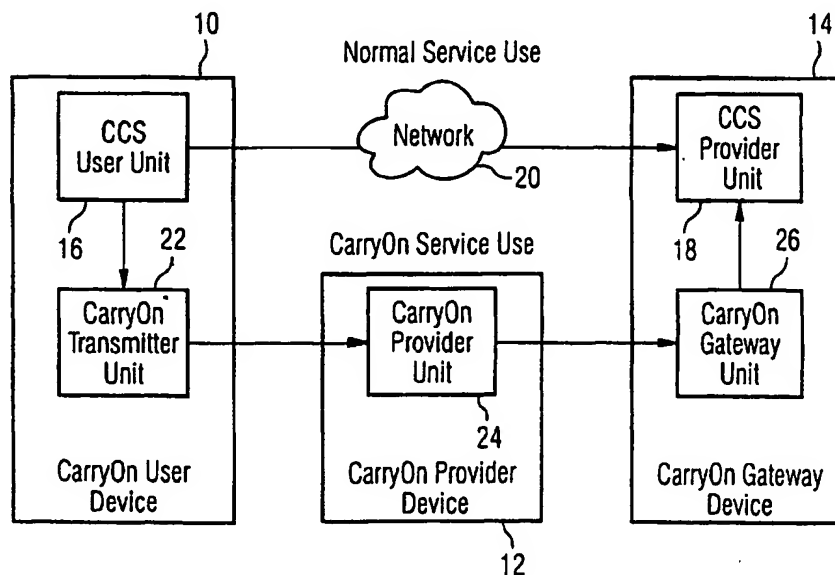 10
Normal Service Use
14
CCS
User Unit
Network
CCS
Provider
Unit
20
16
22
CarryOn Service Use
18
26
CarryOn
Transmitter
Unit
CarryOn
Provider
Unit
CarryOn
Gateway
Unit
24
CarryOn User
Device
CarryOn Provider
Device
CarryOn Gateway
Device
12